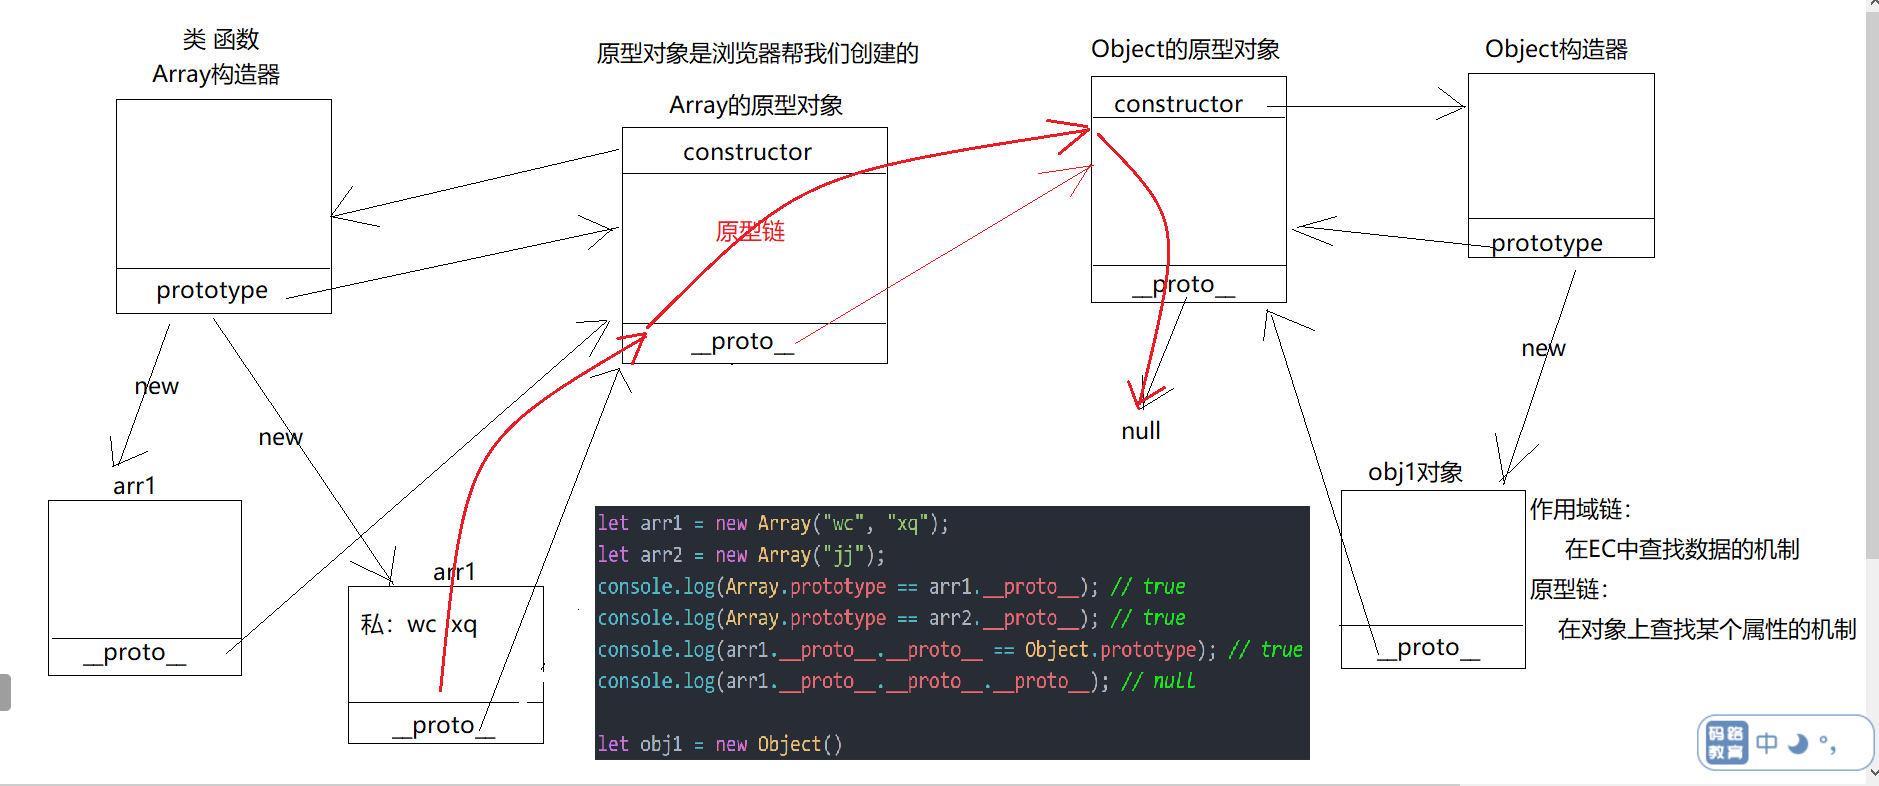 类 函数
Array构造器
prototype
new
new
arr1
__proto__
arr1
私：wc xq
__proto__
原型对象是浏览器帮我们创建的
Array的原型对象
constructor
原型链
__proto__
Object的原型对象
constructor
__proto__
null
Object构造器
prototype
new
obj1对象
__proto__
let arr1 = new Array("wc", "xq");
let arr2 = new Array("jj");
console.log(Array.prototype == arr1.__proto__); // true
console.log(Array.prototype == arr2.__proto__); // true
console.log(arr1.__proto__.__proto__ == Object.prototype); // true
console.log(arr1.__proto__.__proto__.__proto__); // null
let obj1 = new Object()
作用域链：
在EC中查找数据的机制
原型链：
在对象上查找某个属性的机制
码路
教育
中